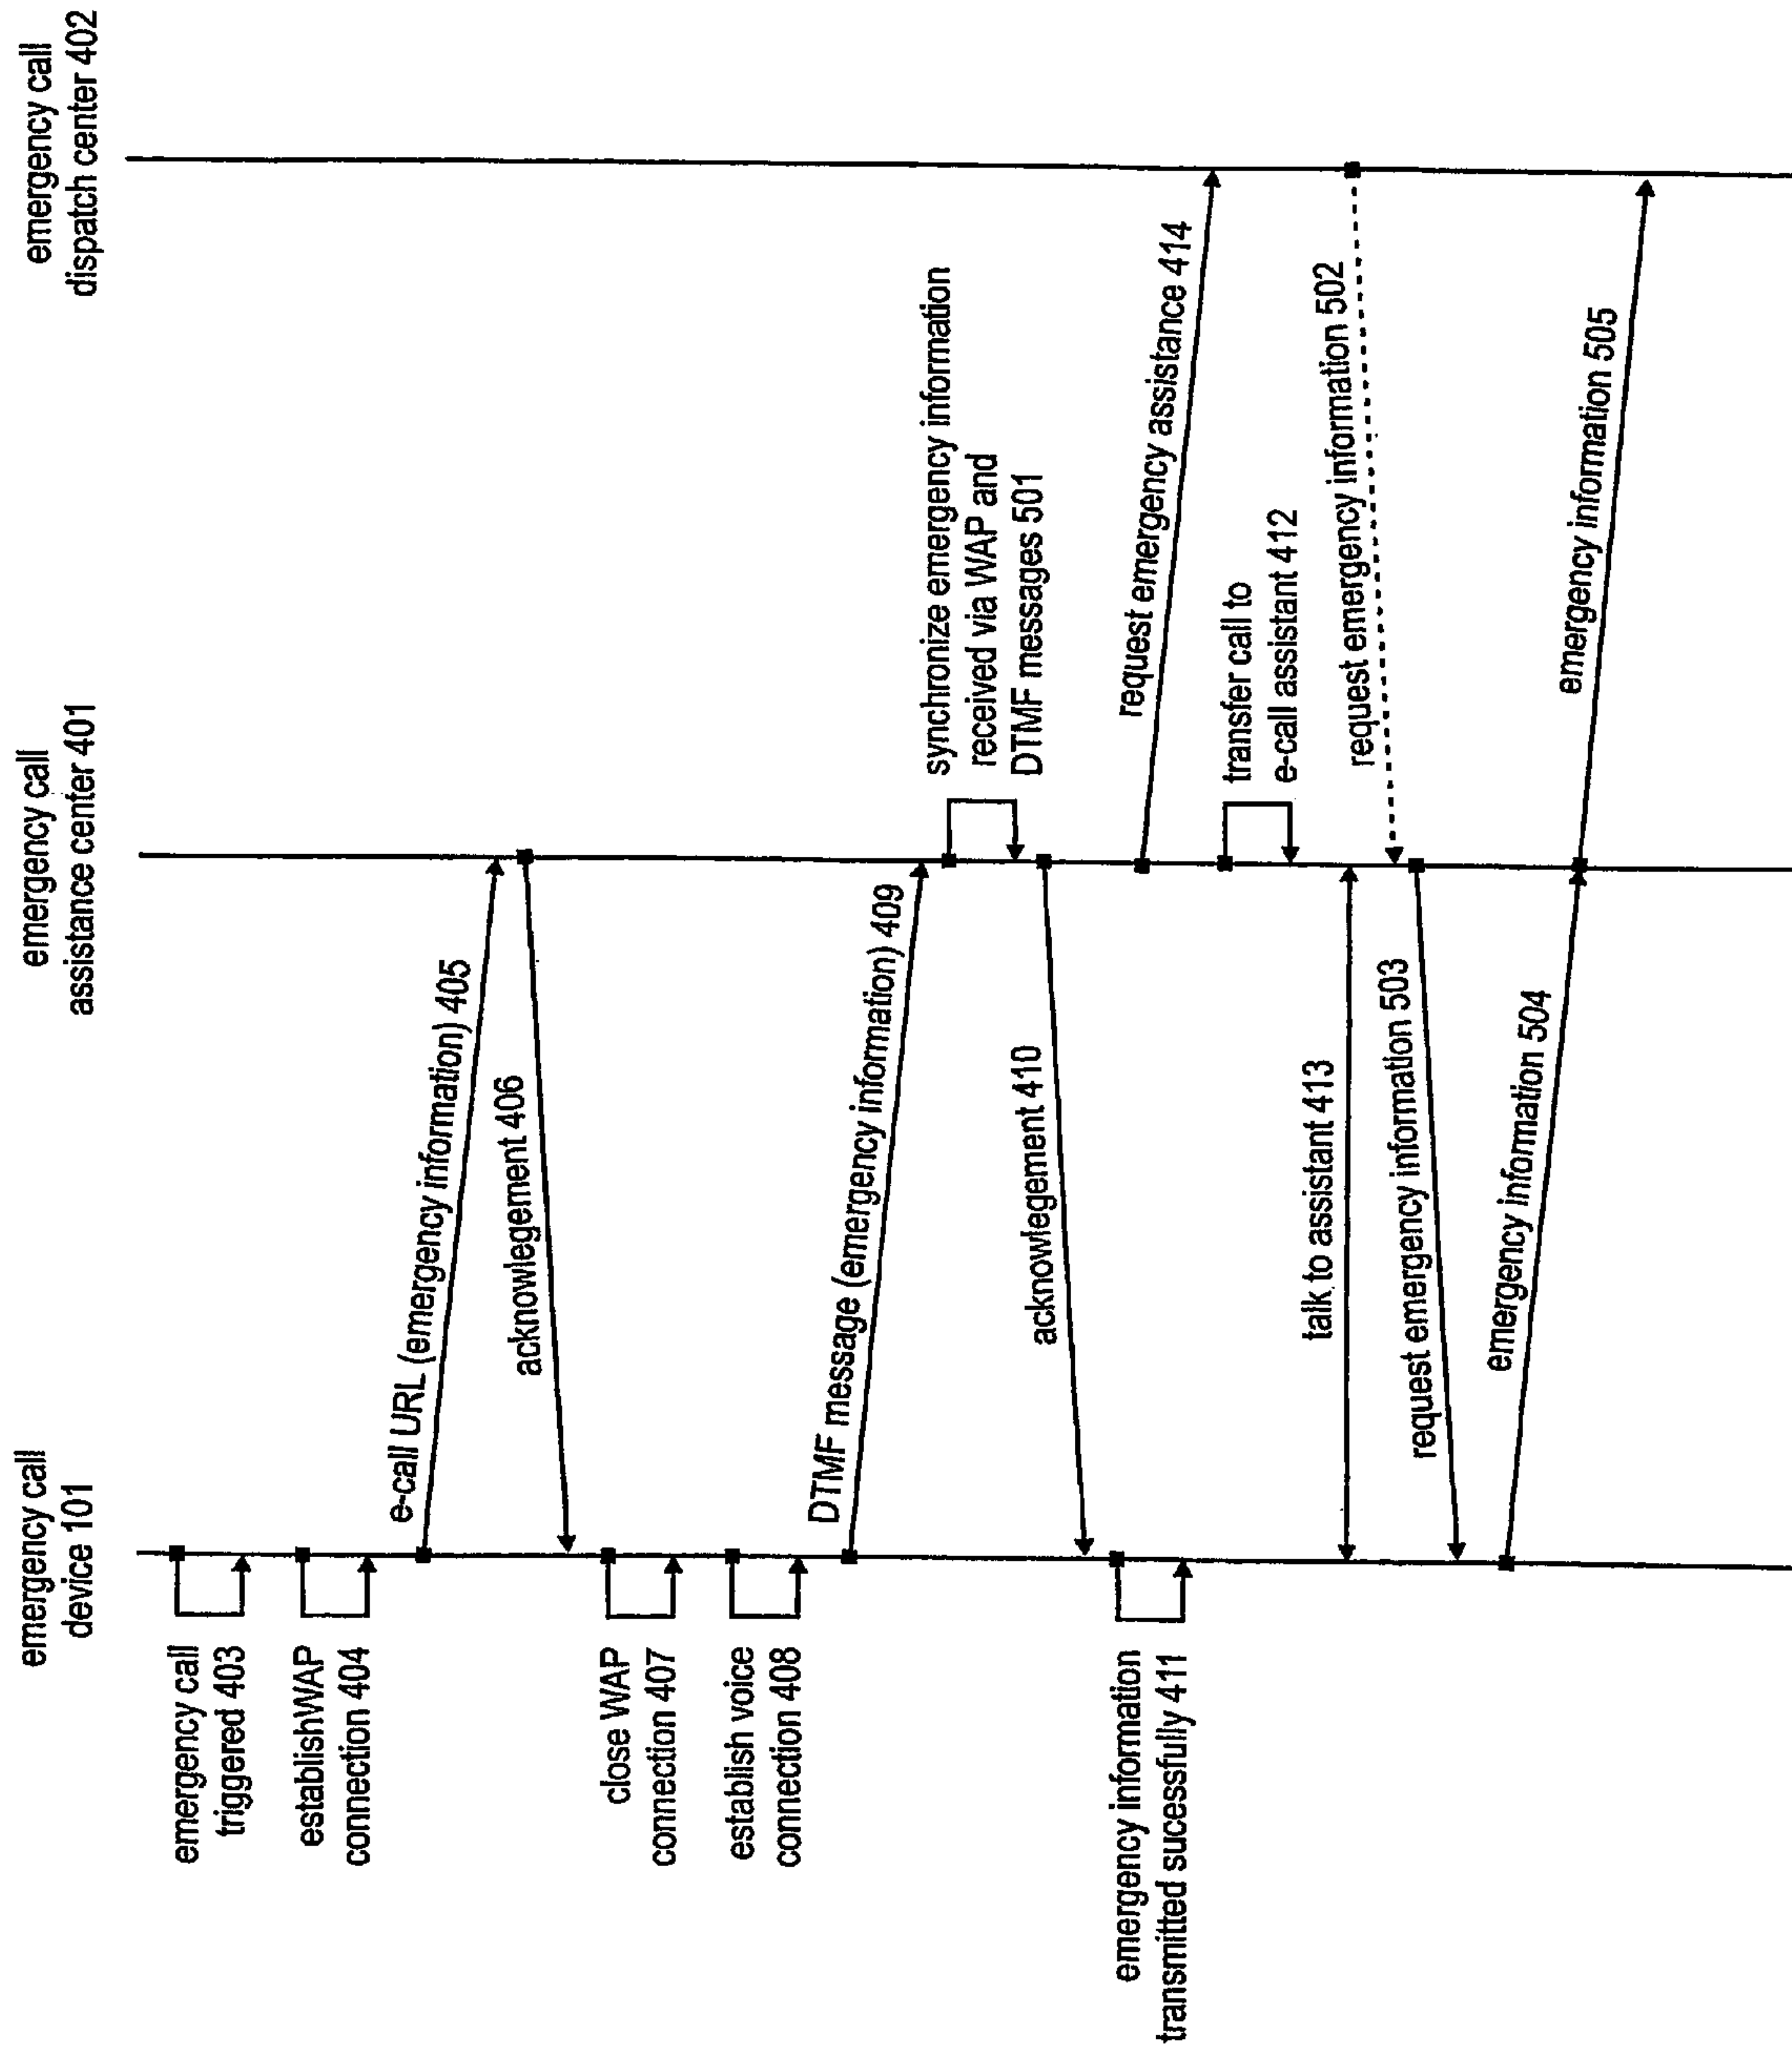 emergency call
device 101
emergency call
assistance center 401
emergency call
dispatch center 402
emergency call
triggered 403
establishWAP
connection 404
e-call URL (emergency information) 405
acknowlegement 406
close WAP
connection 407
establish voice
connection 408
DTMF message (emergency information) 409
synchronize emergency information
received via WAP and
DTMF messages 501
acknowlegement 410
emergency information
transmitted sucessfully 411
request emergency assistance 414
transfer call to
e-call assistant 412
talk to assistant 413
request emergency information 502
request emergency information 503
emergency information 504
emergency information 505